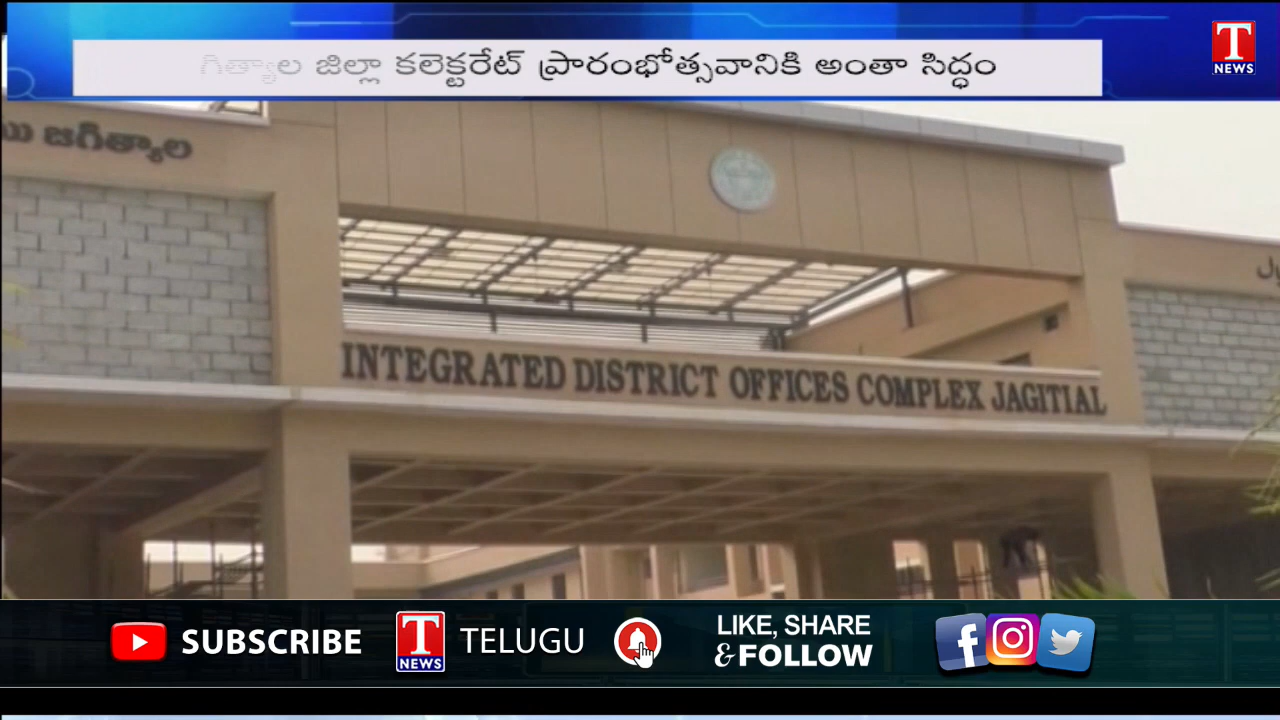 గిత్యాల జిల్లా కలెక్టరేట్ ప్రారంభోత్సవానికి అంతా సిద్ధం
T
NEWS
జగిత్యాల
INTEGRATED DISTRICT OFFICES COMPLEX JAGITIAL
SUBSCRIBE
T
NEWS
TELUGU
LIKE, SHARE
& FOLLOW